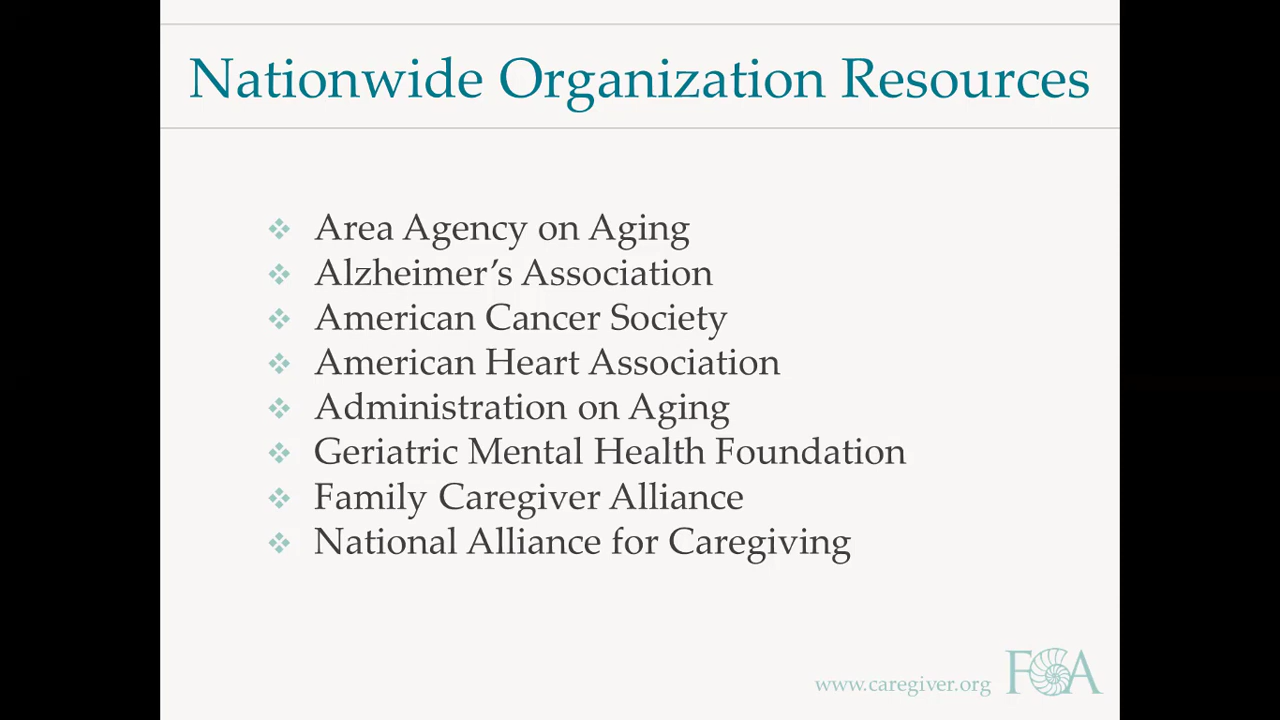 Nationwide Organization Resources
Area Agency on Aging
Alzheimer’s Association
American Cancer Society
American Heart Association
Administration on Aging
Geriatric Mental Health Foundation
Family Caregiver Alliance
National Alliance for Caregiving
www.caregiver.org FCA